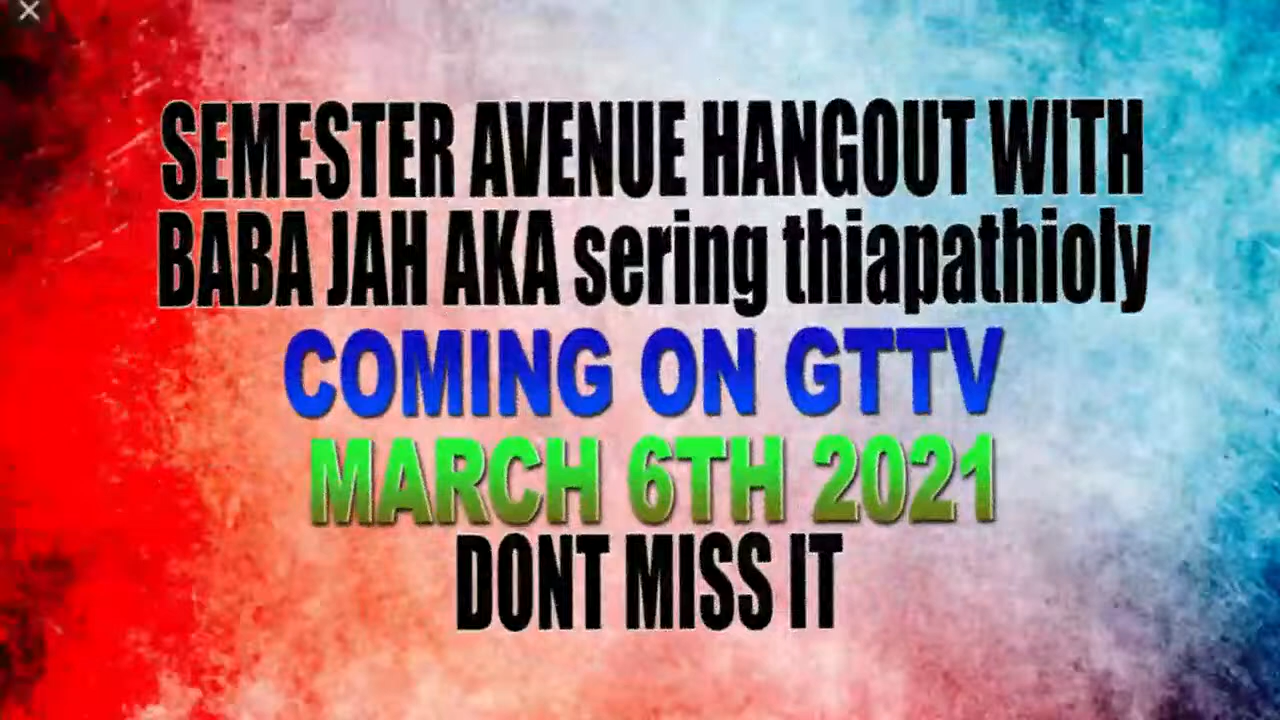 SEMESTER AVENUE HANGOUT WITH
BABA JAH AKA sering thiapathioly
COMING ON GTTV
MARCH 6TH 2021
DONT MISS IT